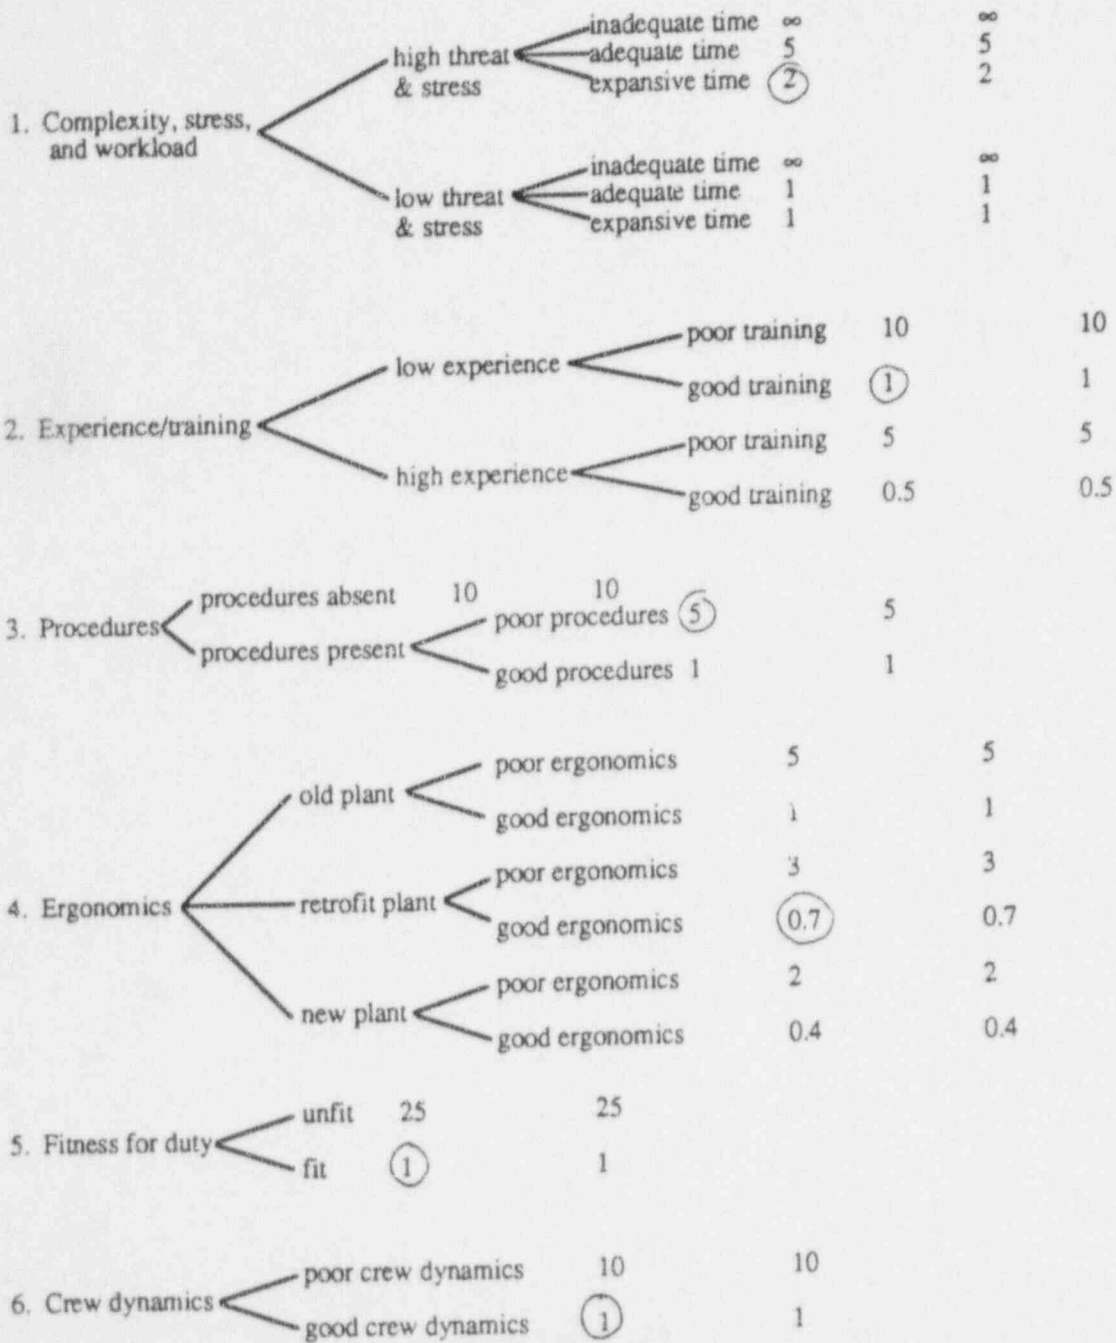 inadequate time ∞ ∞
high threat adequate time 5 5
& stress expansive time 2 2
1. Complexity, stress,
and workload
inadequate time ∞ ∞
low threat adequate time 1 1
& stress expansive time 1 1
poor training 10 10
low experience
good training 1 1
2. Experience/training
poor training 5 5
high experience
good training 0.5 0.5
procedures absent 10 10
3. Procedures poor procedures 5 5
procedures present
good procedures 1 1
poor ergonomics 5 5
old plant
good ergonomics 1 1
poor ergonomics 3 3
4. Ergonomics retrofit plant
good ergonomics 0.7 0.7
poor ergonomics 2 2
new plant
good ergonomics 0.4 0.4
unfit 25 25
5. Fitness for duty
fit 1 1
poor crew dynamics 10 10
6. Crew dynamics
good crew dynamics 1 1